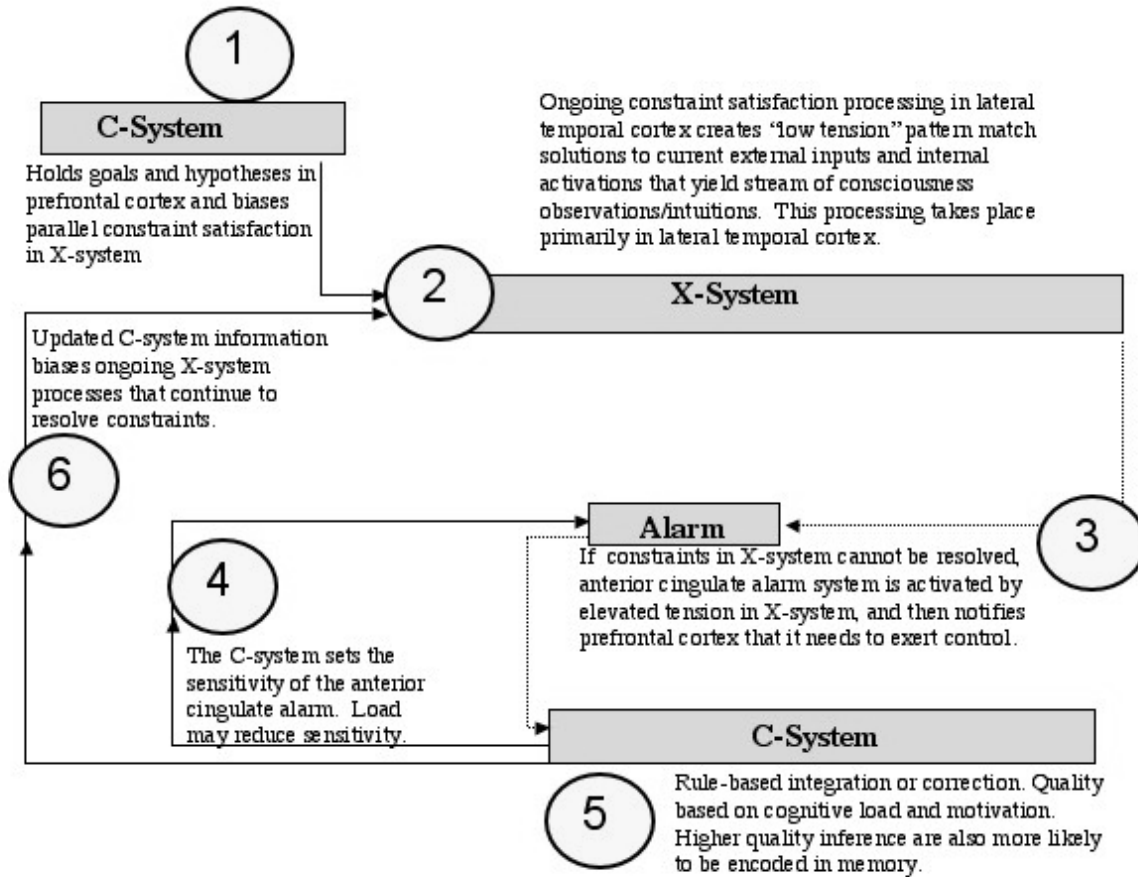 1
C-System
Holds goals and hypotheses in
prefrontal cortex and biases
parallel constraint satisfaction
in X-system
Ongoing constraint satisfaction processing in lateral
temporal cortex creates “low tension” pattern match
solutions to current external inputs and internal
activations that yield stream of consciousness
observations/intuitions. This processing takes place
primarily in lateral temporal cortex.
2
X-System
Updated C-system information
biases ongoing X-system
processes that continue to
resolve constraints.
6
Alarm
3
If constraints in X-system cannot be resolved,
anterior cingulate alarm system is activated by
elevated tension in X-system, and then notifies
prefrontal cortex that it needs to exert control.
4
The C-system sets the
sensitivity of the anterior
cingulate alarm. Load
may reduce sensitivity.
C-System
5
Rule-based integration or correction. Quality
based on cognitive load and motivation.
Higher quality inference are also more likely
to be encoded in memory.